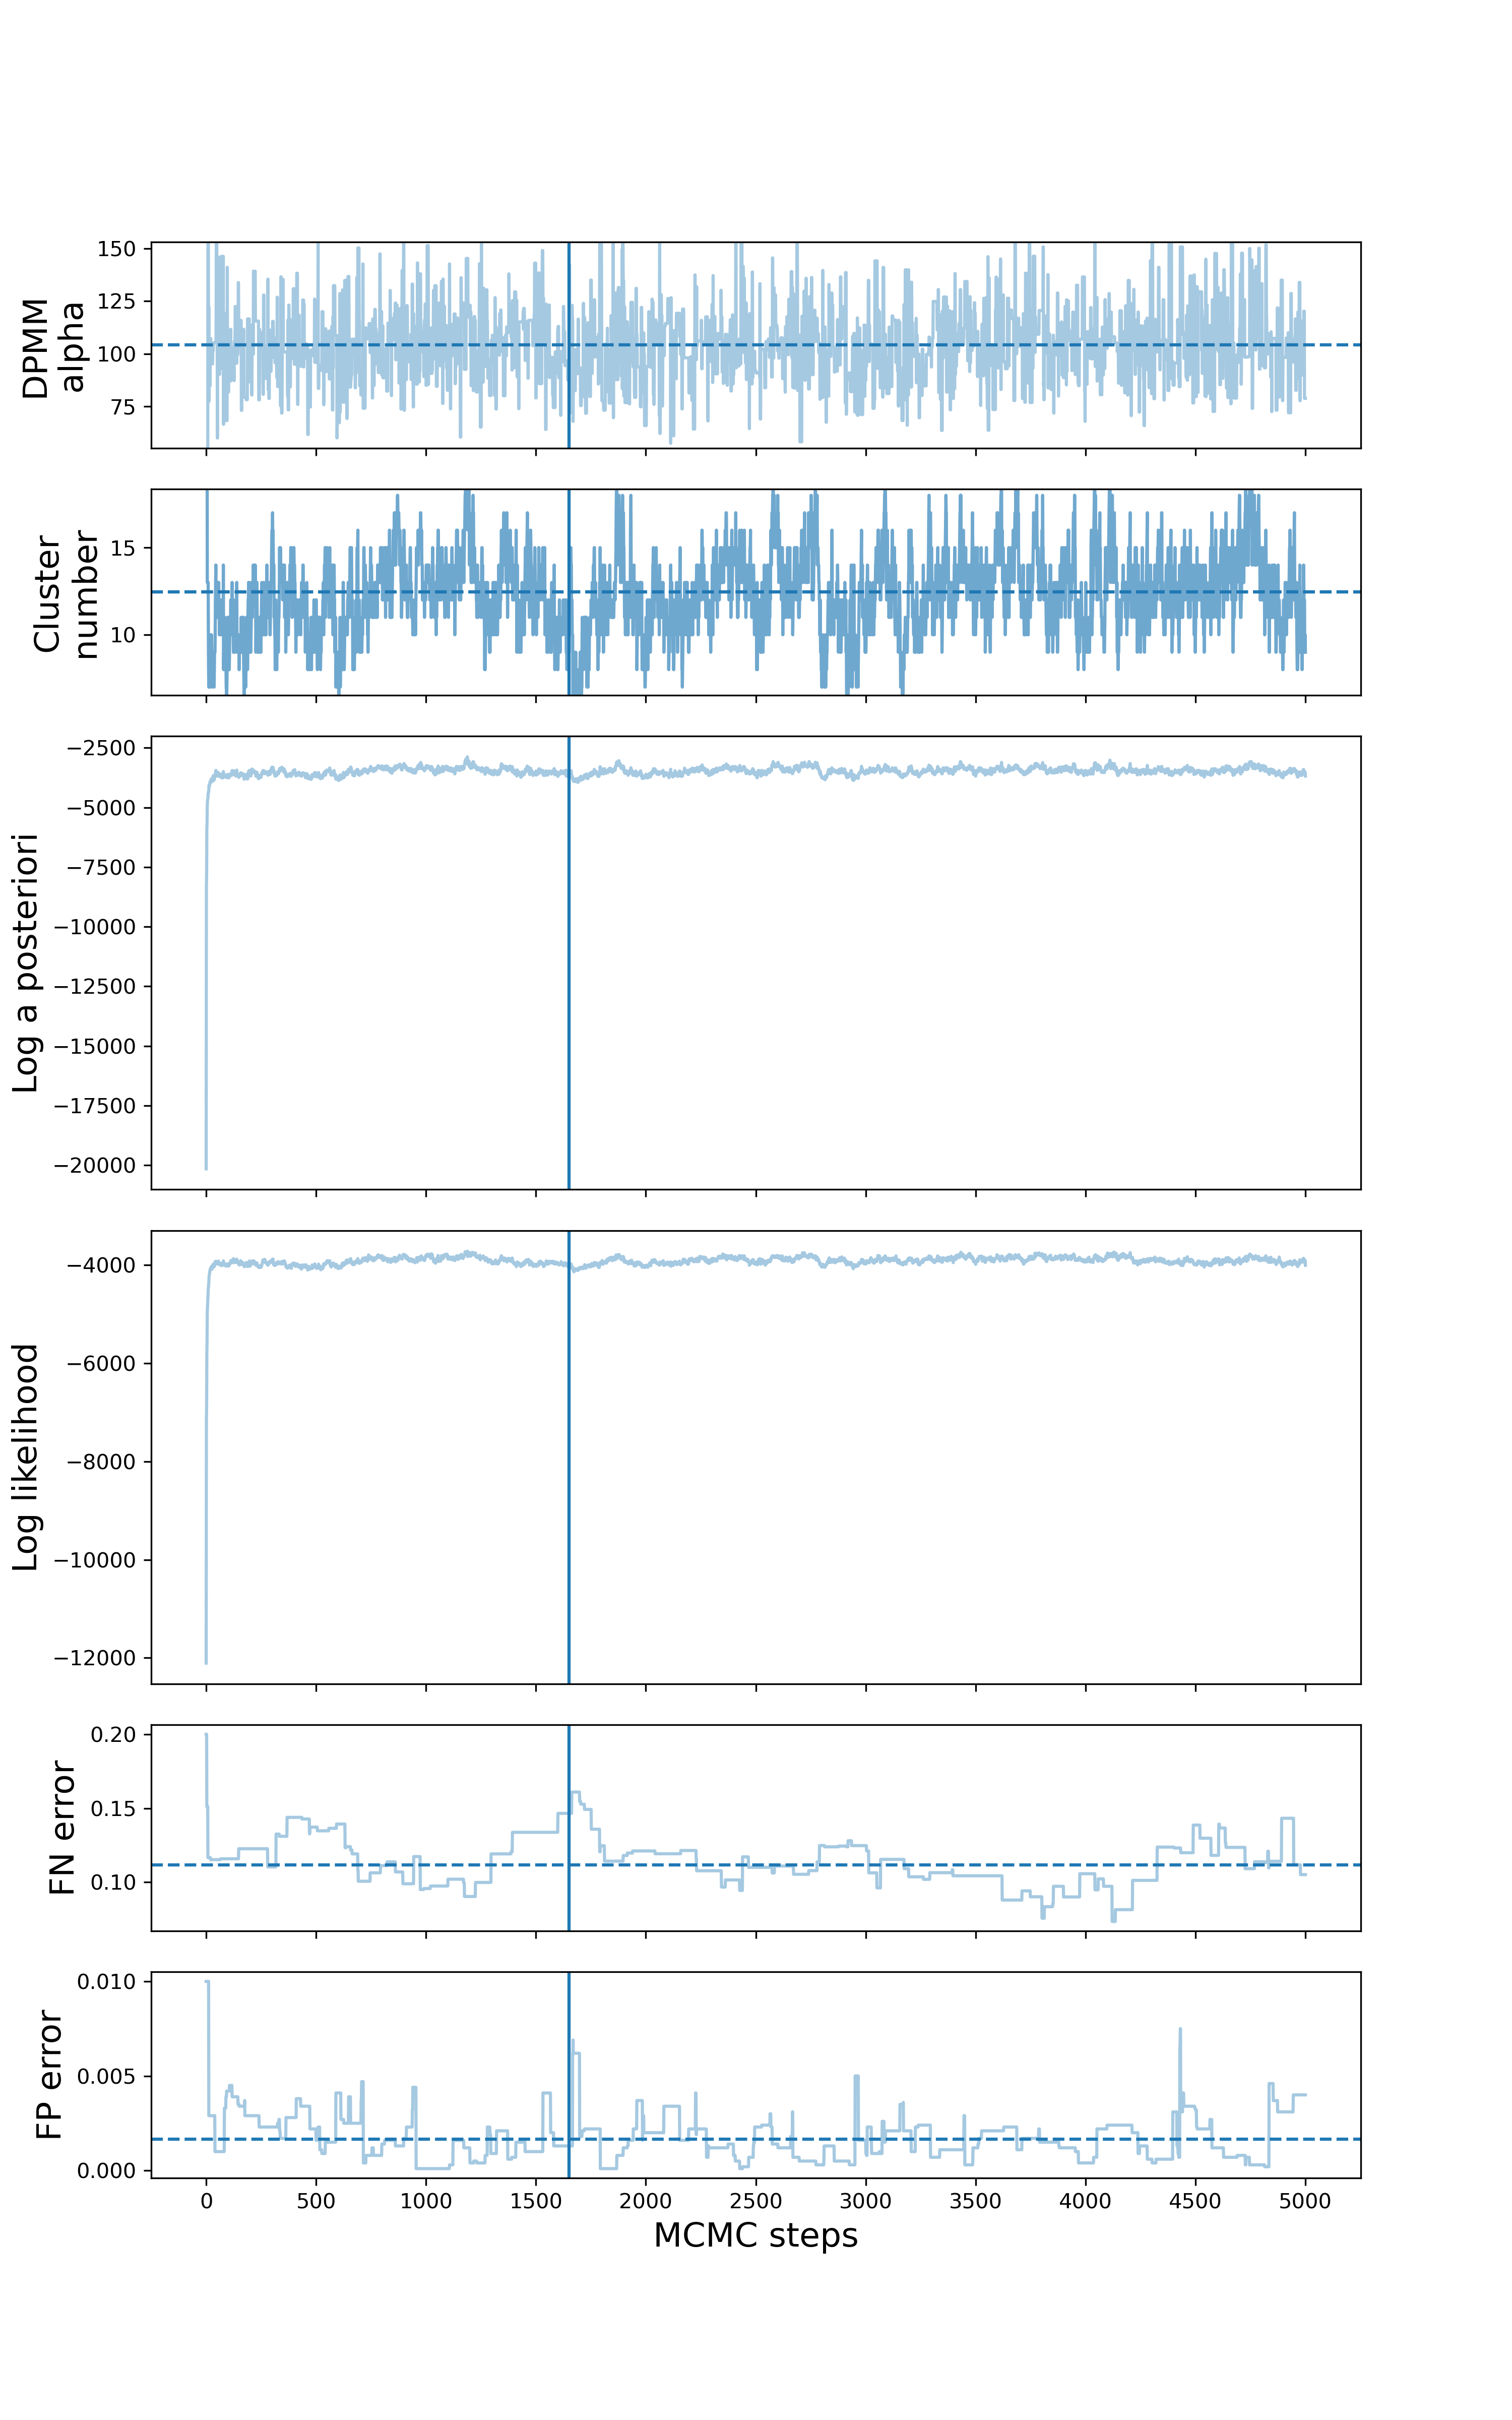 DPMM
alpha
150
125
100
75
Cluster
number
15
10
Log a posteriori
−2500
−5000
−7500
−10000
−12500
−15000
−17500
−20000
Log likelihood
−4000
−6000
−8000
−10000
−12000
FN error
0.20
0.15
0.10
FP error
0.010
0.005
0.000
0 500 1000 1500 2000 2500 3000 3500 4000 4500 5000
MCMC steps